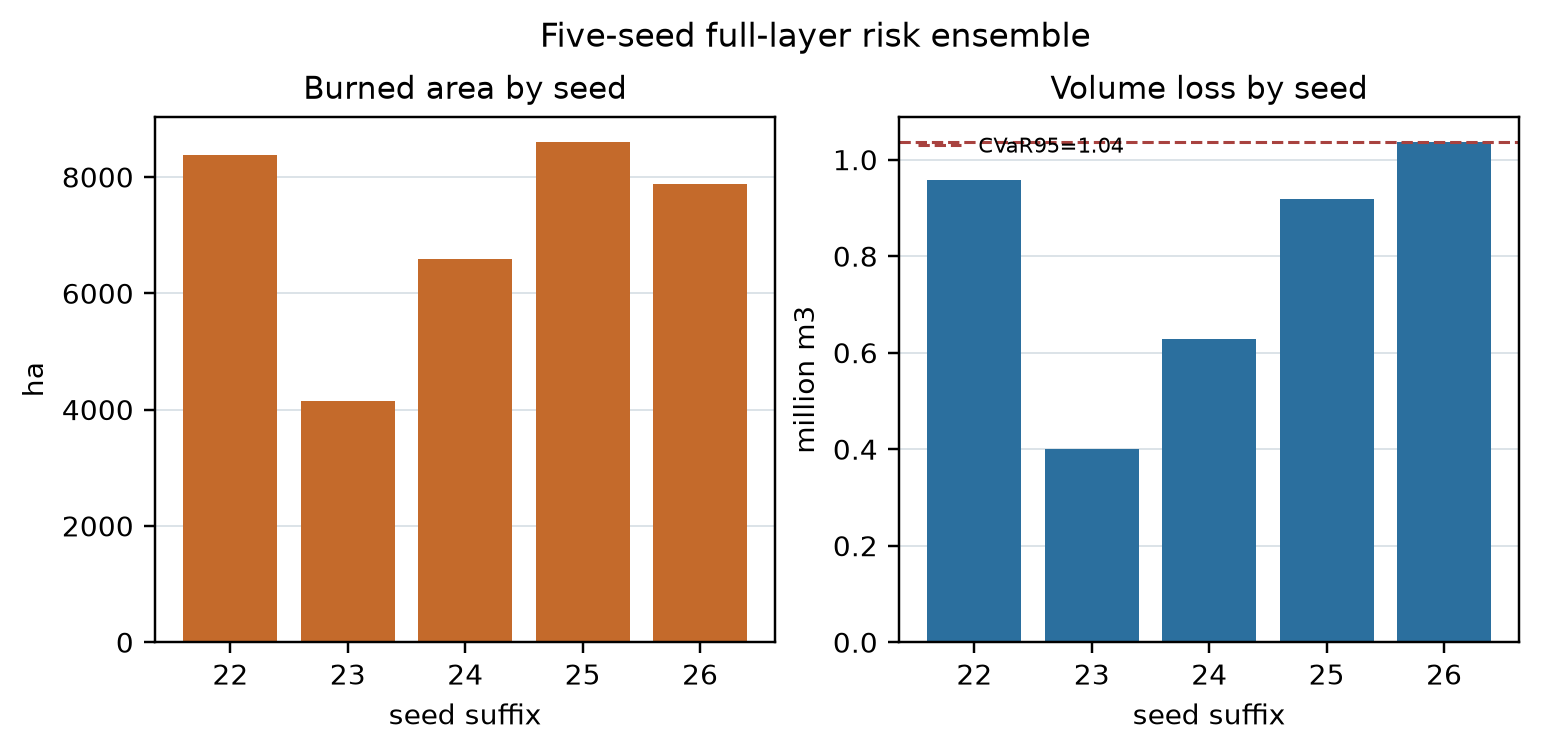 Five-seed full-layer risk ensemble
Burned area by seed
ha
8000
6000
4000
2000
0
22 23 24 25 26
seed suffix
Volume loss by seed
CVaR95=1.04
million m3
1.0
0.8
0.6
0.4
0.2
0.0
22 23 24 25 26
seed suffix